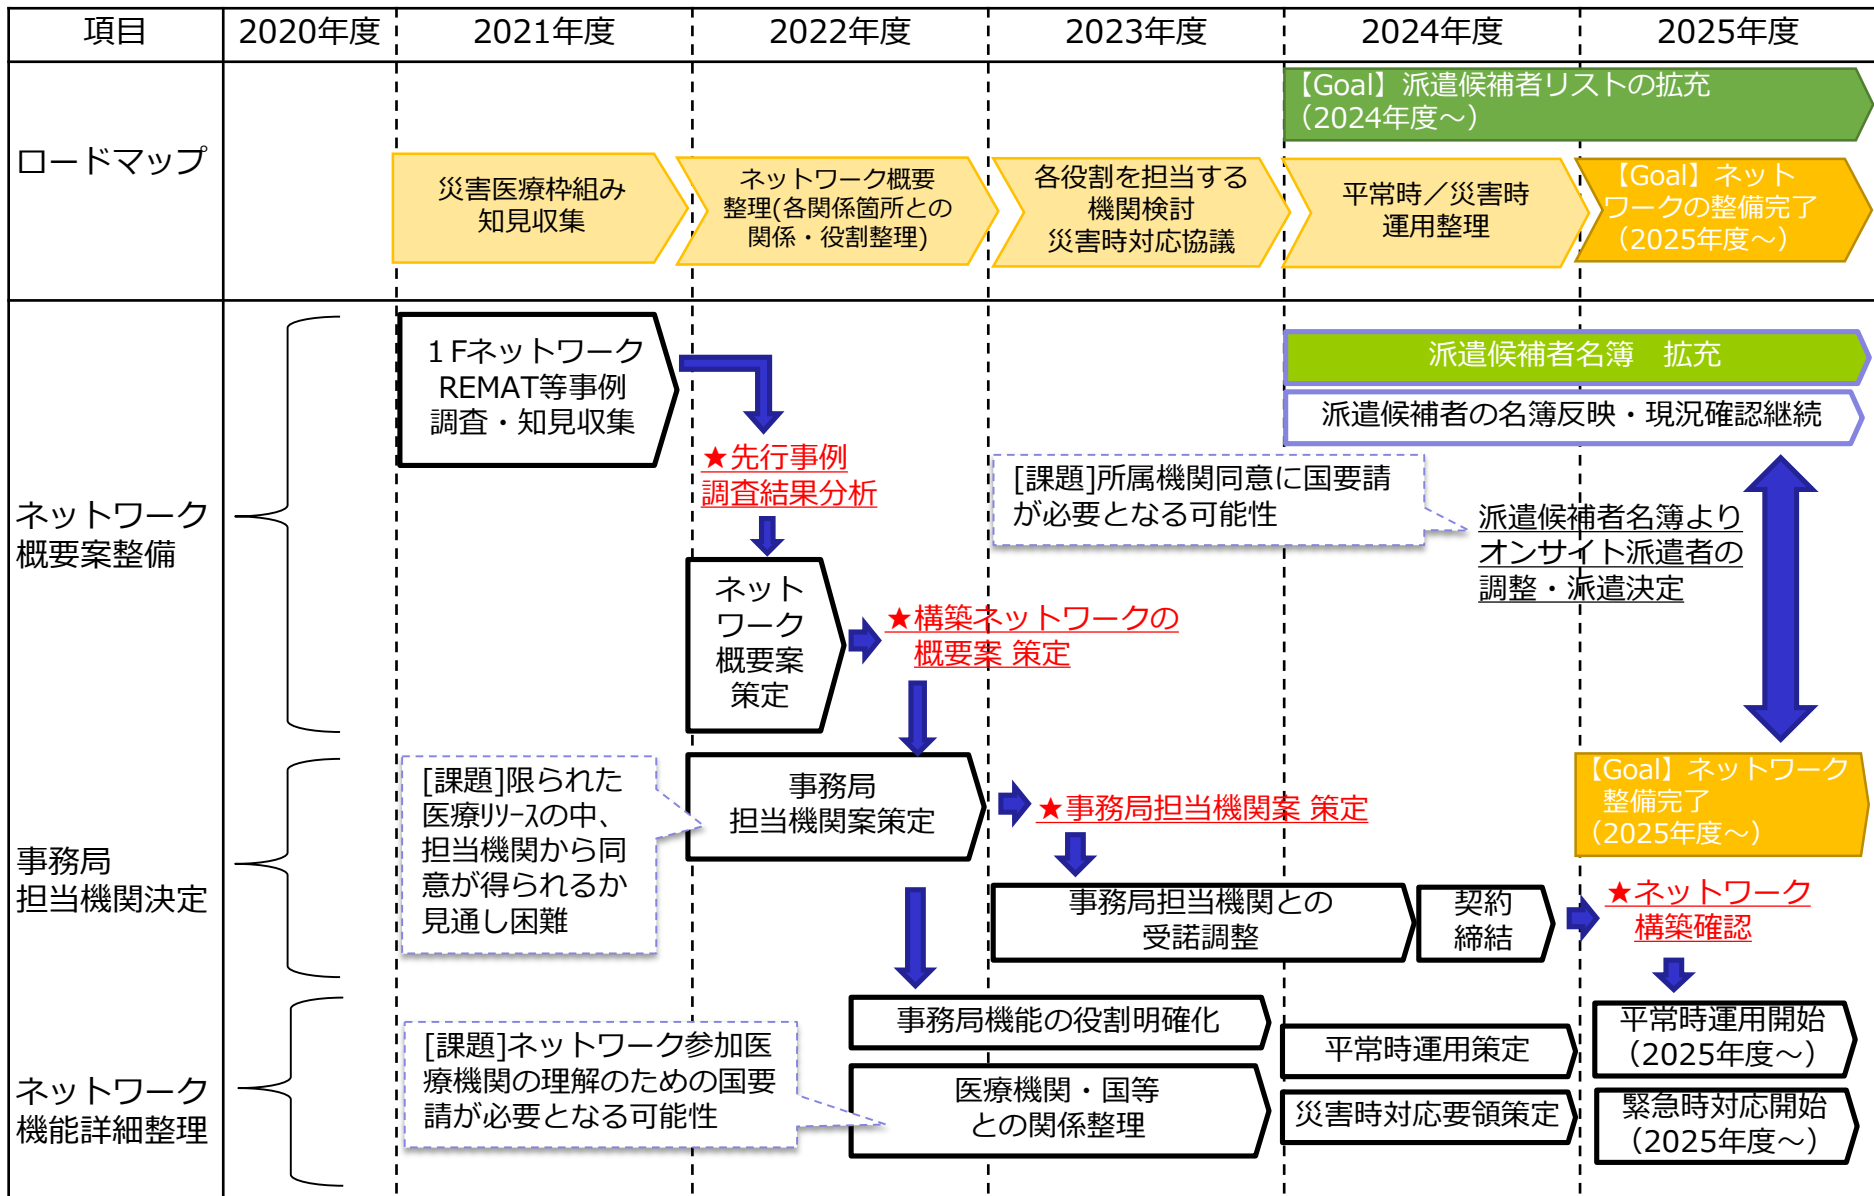 項目
2020年度
2021年度
2022年度
2023年度
2024年度
2025年度
ロードマップ
【Goal】派遣候補者リストの拡充
（2024年度～）
災害医療枠組み
知見収集
ネットワーク概要
整理(各関係箇所との
関係・役割整理)
各役割を担当する
機関検討
災害時対応協議
平常時／災害時
運用整理
【Goal】ネット
ワークの整備完了
（2025年度～）
ネットワーク
概要案整備
１Fネットワーク
REMAT等事例
調査・知見収集
★先行事例
調査結果分析
ネット
ワーク
概要案
策定
★構築ネットワークの
概要案 策定
派遣候補者名簿　拡充
派遣候補者の名簿反映・現況確認継続
[課題]所属機関同意に国要請
が必要となる可能性
派遣候補者名簿より
オンサイト派遣者の
調整・派遣決定
事務局
担当機関決定
[課題]限られた
医療ﾘｿｰｽの中、
担当機関から同
意が得られるか
見通し困難
事務局
担当機関案策定
★事務局担当機関案 策定
事務局担当機関との
受諾調整
契約
締結
【Goal】ネットワーク
整備完了
（2025年度～）
★ネットワーク
構築確認
ネットワーク
機能詳細整理
[課題]ネットワーク参加医
療機関の理解のための国要
請が必要となる可能性
事務局機能の役割明確化
医療機関・国等
との関係整理
平常時運用策定
災害時対応要領策定
平常時運用開始
（2025年度～）
緊急時対応開始
（2025年度～）